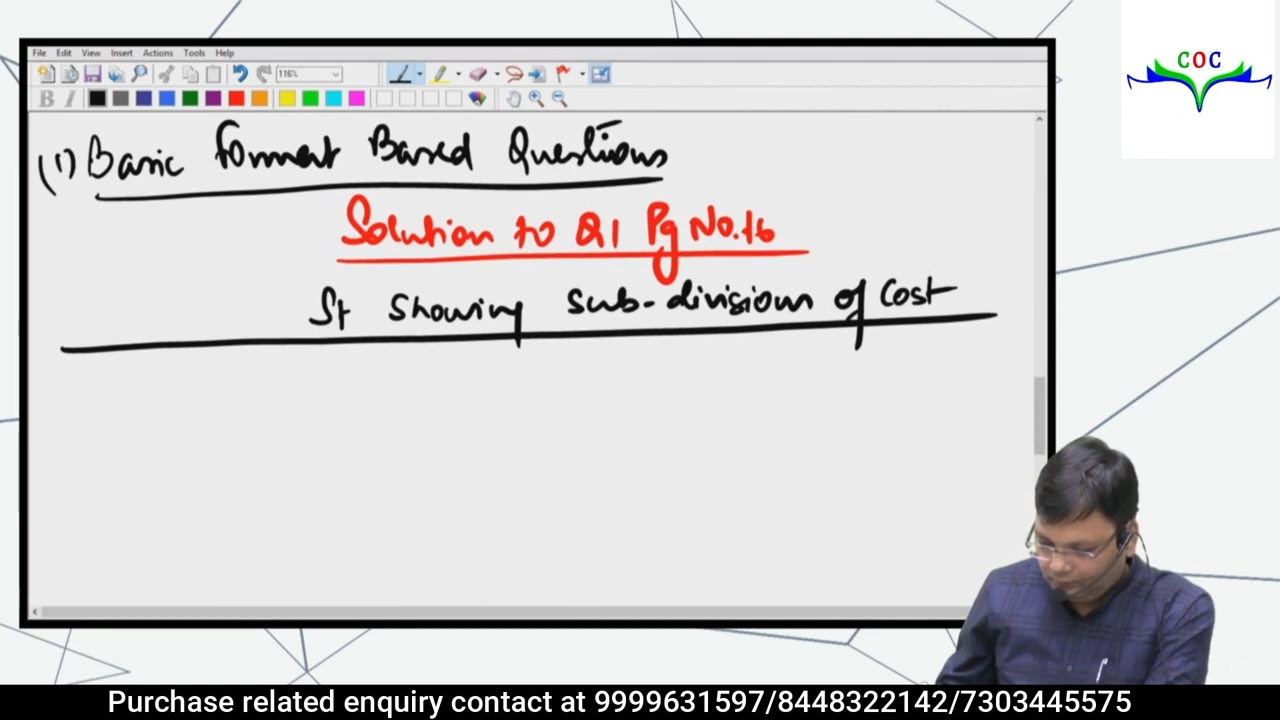 COC
File Edit View Insert Actions Tools Help
116%
B I
(1) Basic Format Based Questions
Solution to Q1 Pg No.16
St Showing Sub-divisions of Cost
Purchase related enquiry contact at 9999631597/8448322142/7303445575